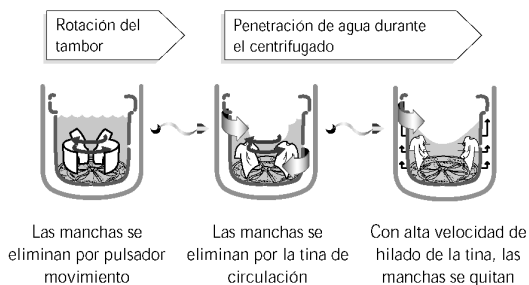 Rotación del
tambor
Penetración de agua durante
el centrifugado
Las manchas se
eliminan por pulsador
movimiento
Las manchas se
eliminan por la tina de
circulación
Con alta velocidad de
hilado de la tina, las
manchas se quitan